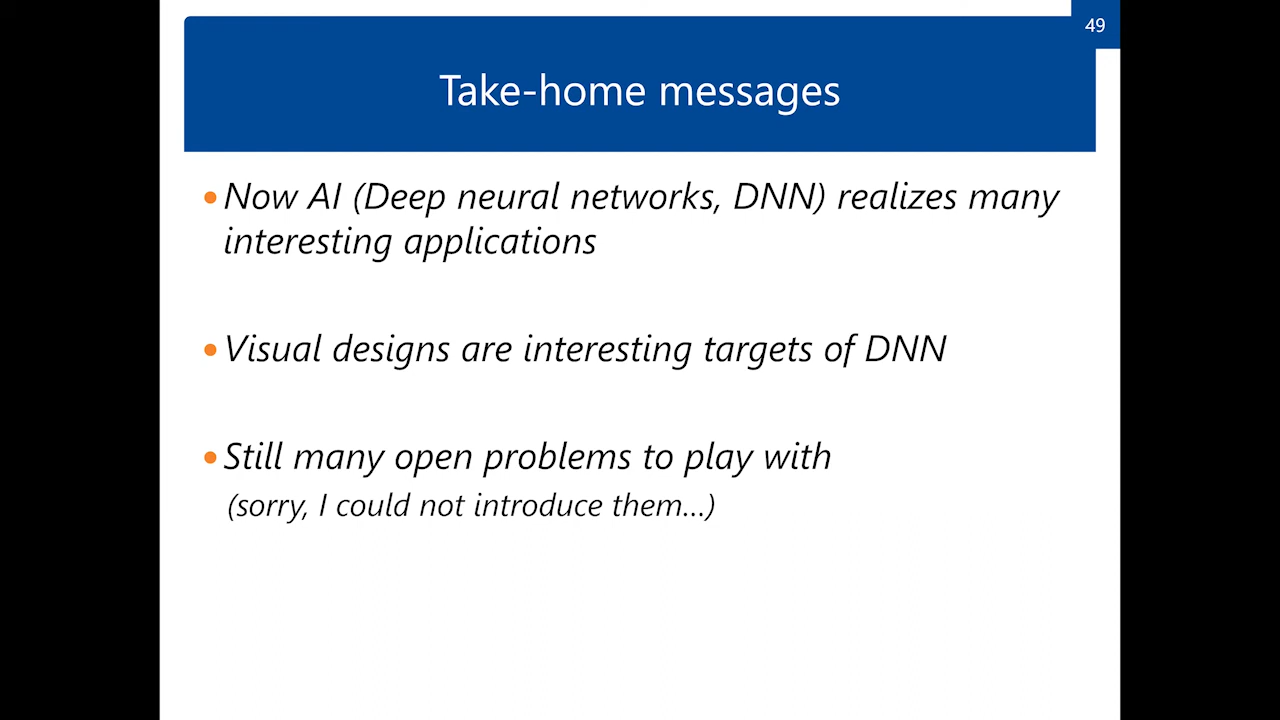 49
Take-home messages
•Now AI (Deep neural networks, DNN) realizes many
interesting applications
•Visual designs are interesting targets of DNN
•Still many open problems to play with
(sorry, I could not introduce them...)